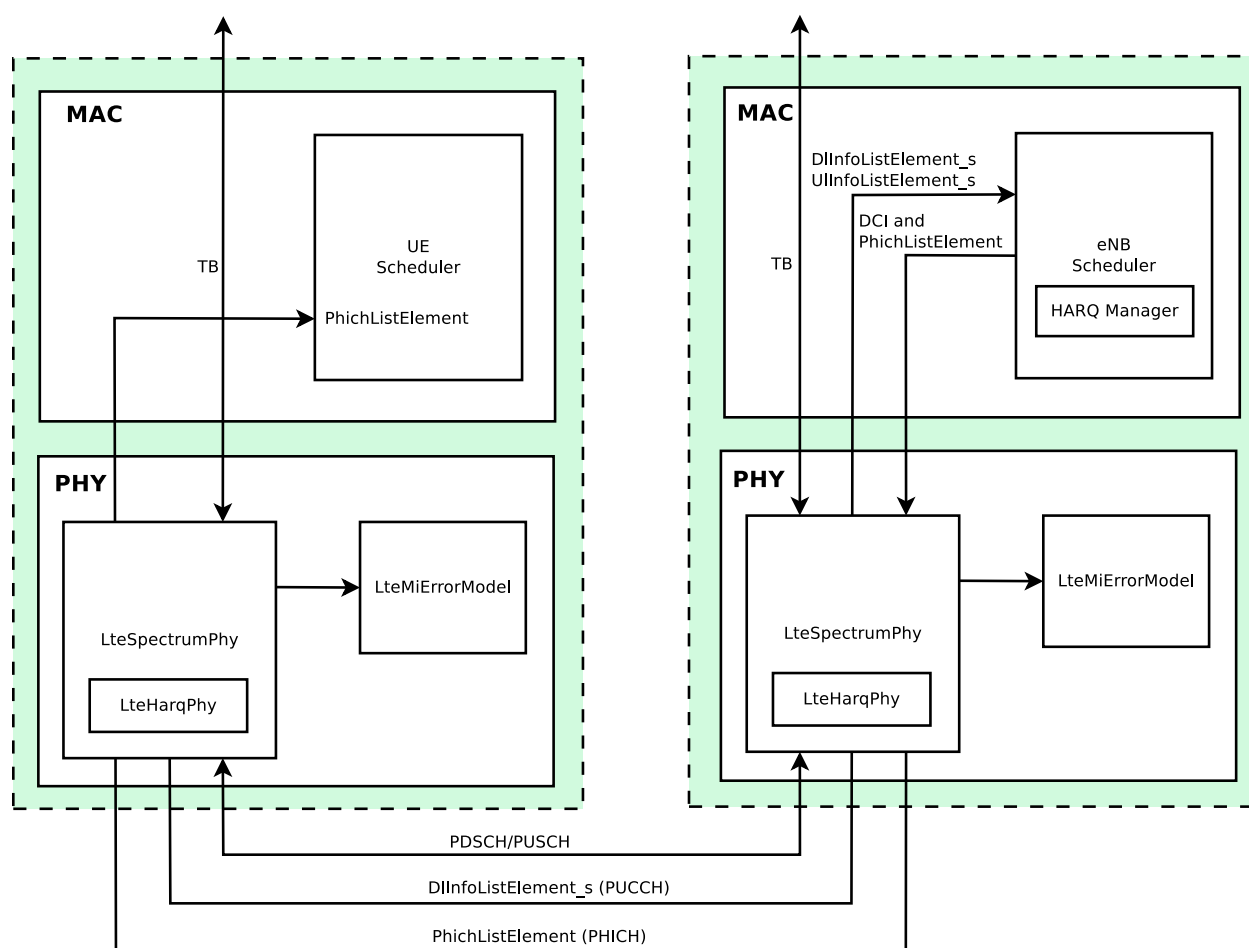 MAC
UE
Scheduler
TB
PhichListElement
PHY
LteMiErrorModel
LteSpectrumPhy
LteHarqPhy
MAC
DlInfoListElement_s
UlInfoListElement_s
DCI and
PhichListElement
eNB
Scheduler
TB
HARQ Manager
PHY
LteMiErrorModel
LteSpectrumPhy
LteHarqPhy
PDSCH/PUSCH
DlInfoListElement_s (PUCCH)
PhichListElement (PHICH)